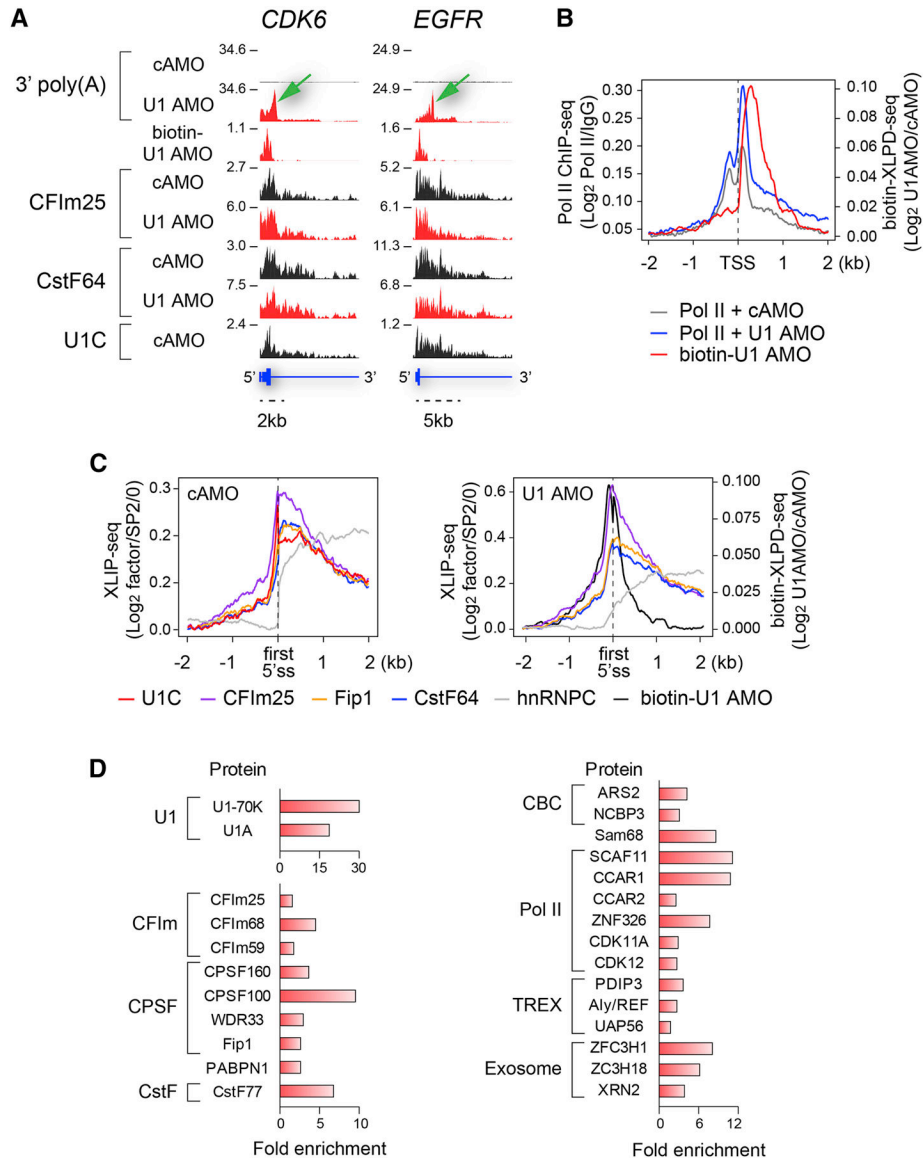 A
CDK6 EGFR
3' poly(A)
cAMO 34.6 24.9
U1 AMO 34.6 24.9
biotin-U1 AMO 1.1 1.6
CFIm25
cAMO 2.7 5.2
U1 AMO 6.0 6.1
CstF64
cAMO 3.0 11.3
U1 AMO 7.5 6.8
U1C cAMO 2.4 1.2
5' 3' 5' 3'
2kb 5kb
B
Pol II ChIP-seq
(Log2 Pol II/IgG)
0.30
0.25
0.20
0.15
0.10
0.05
0.10
0.08
0.06
0.04
0.02
0.00
biotin-XLPD-seq
(Log2 U1AMO/cAMO)
-2 -1 TSS 1 2 (kb)
Pol II + cAMO
Pol II + U1 AMO
biotin-U1 AMO
C
XLIP-seq
(Log2 factor/SP2/0)
cAMO
0.3
0.2
0.2
0.0
-2 -1 first 5'ss 1 2 (kb)
XLIP-seq
(Log2 factor/SP2/0)
U1 AMO
0.6
0.4
0.2
0.0
0.100
0.075
0.050
0.025
0.000
biotin-XLPD-seq
(Log2 U1AMO/cAMO)
-2 -1 first 5'ss 1 2 (kb)
U1C CFIm25 Fip1 CstF64 hnRNPC biotin-U1 AMO
D
Protein
U1
U1-70K
U1A
0 15 30
CFIm
CFIm25
CFIm68
CFIm59
CPSF
CPSF160
CPSF100
WDR33
Fip1
PABPN1
CstF CstF77
0 5 10
Fold enrichment
Protein
CBC
ARS2
NCBP3
Sam68
Pol II
SCAF11
CCAR1
CCAR2
ZNF326
CDK11A
CDK12
TREX
PDIP3
Aly/REF
UAP56
Exosome
ZFC3H1
ZC3H18
XRN2
0 6 12
Fold enrichment